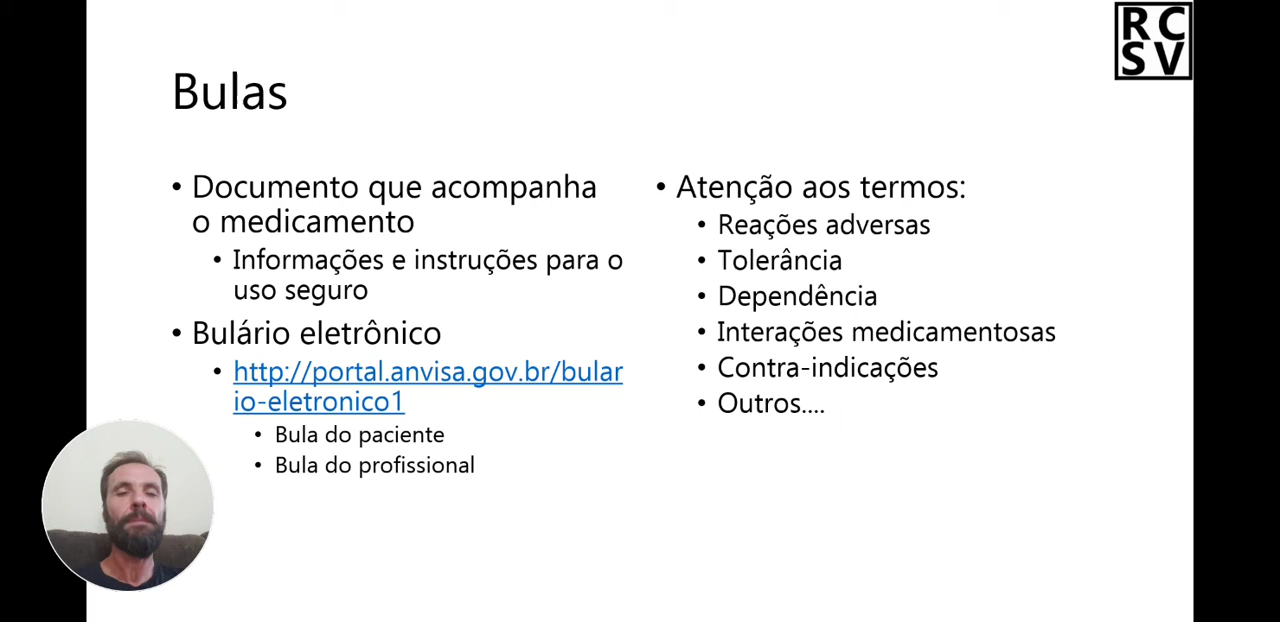 RC
SV
Bulas
• Documento que acompanha
o medicamento
• Informações e instruções para o
uso seguro
• Bulário eletrônico
• http://portal.anvisa.gov.br/bular
io-eletronico1
• Bula do paciente
• Bula do profissional
• Atenção aos termos:
• Reações adversas
• Tolerância
• Dependência
• Interações medicamentosas
• Contra-indicações
• Outros....